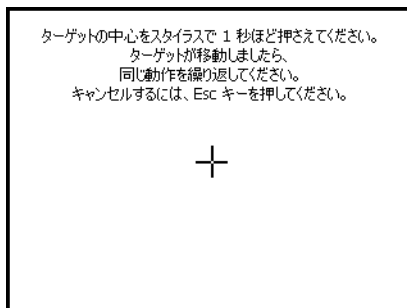 ターゲットの中心をスタイラスで 1 秒ほど押さえてください。
ターゲットが移動しましたら、
同じ動作を繰り返してください。
キャンセルするには、Esc キーを押してください。